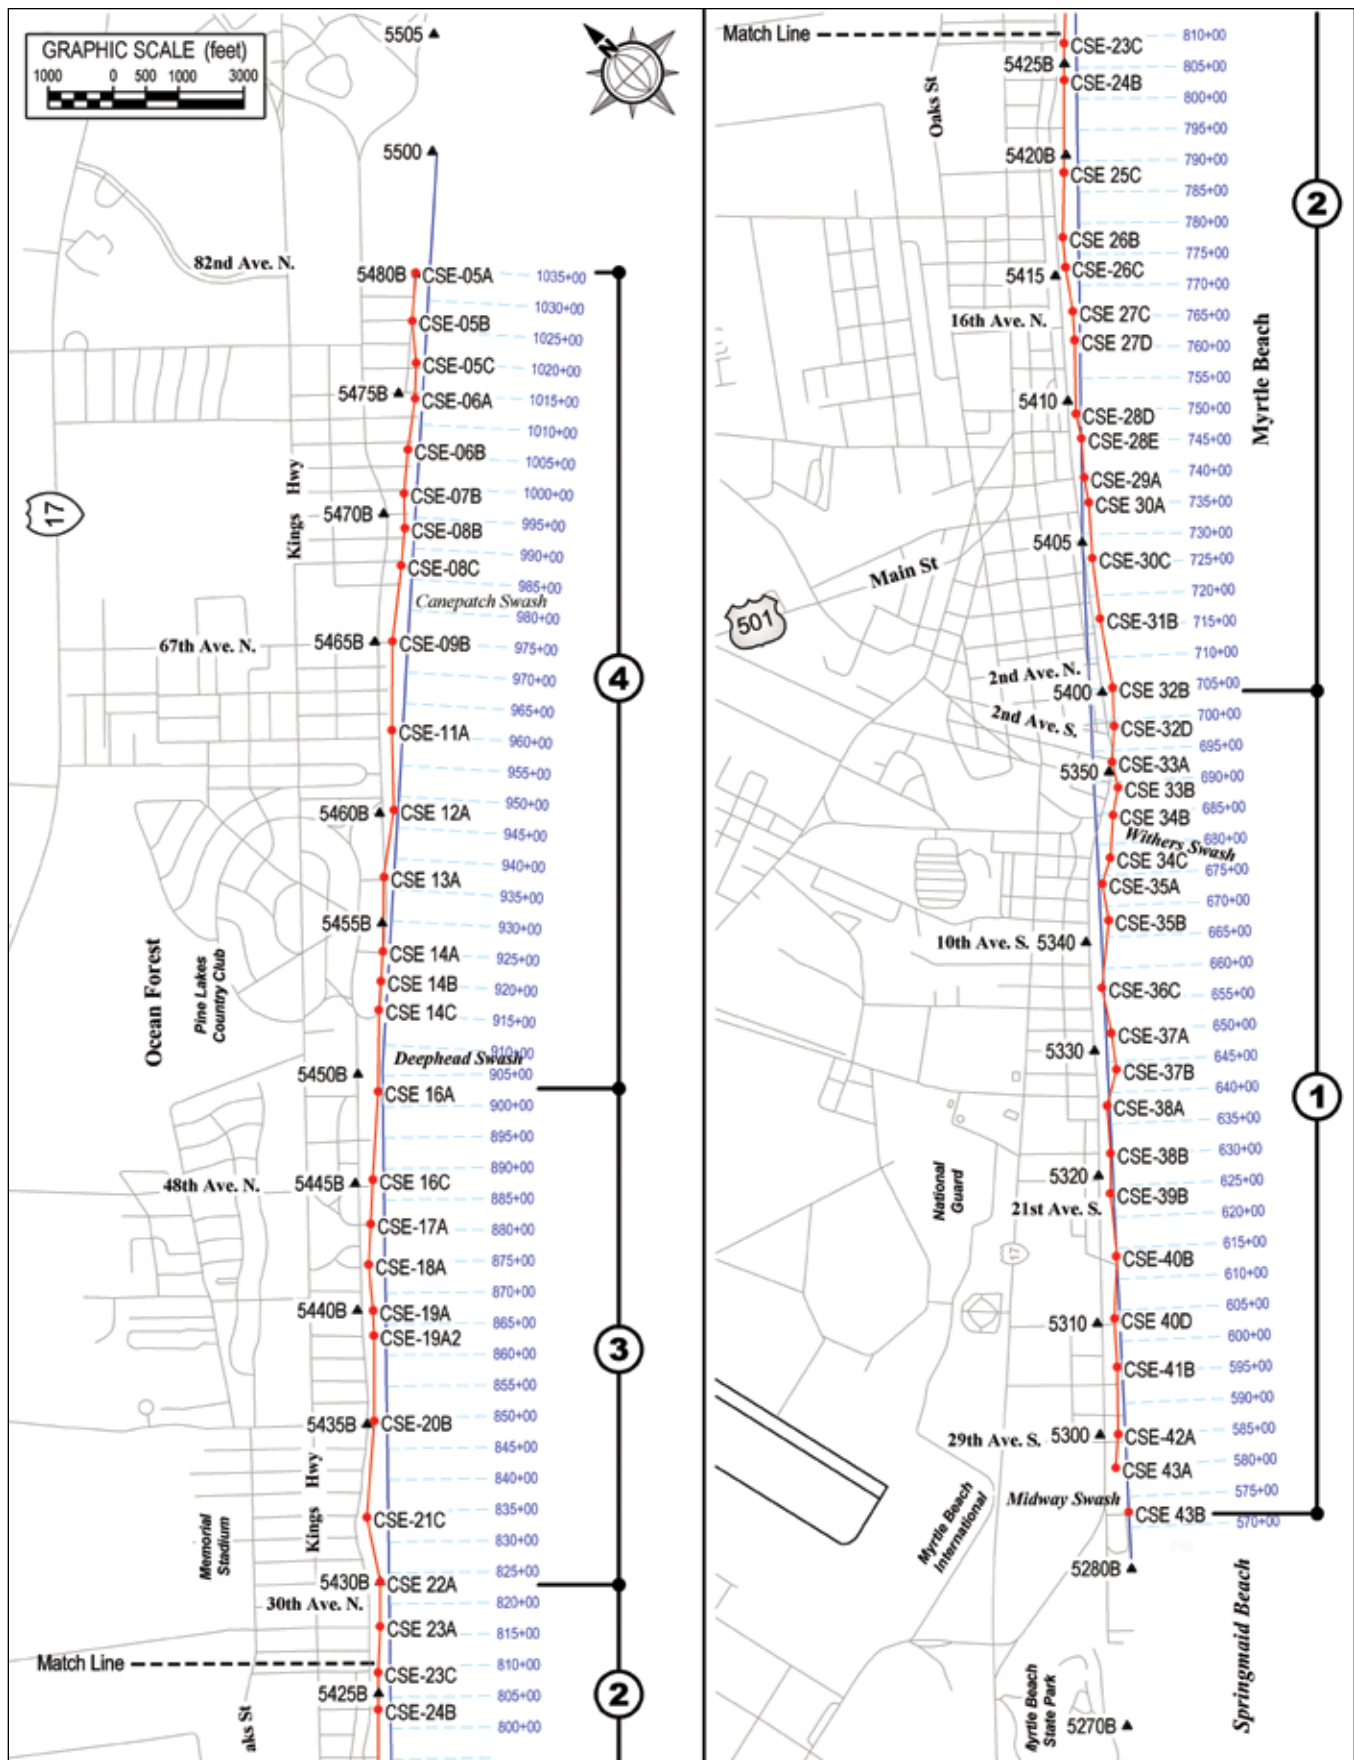 GRAPHIC SCALE (feet)
1000 0 500 1000 3000
N
5505
5500
82nd Ave. N.
5480B CSE-05A 1035+00
1030+00
CSE-05B
1025+00
CSE-05C 1020+00
5475B
CSE-06A 1015+00
1010+00
CSE-06B
1005+00
Kings Hwy
CSE-07B 1000+00
17
5470B
CSE-08B 995+00
990+00
CSE-08C
985+00
Canepatch Swash
980+00
67th Ave. N. 5465B CSE-09B 975+00
970+00
4
965+00
CSE-11A 960+00
955+00
950+00
5460B CSE 12A
945+00
940+00
CSE 13A
935+00
5455B 930+00
Ocean Forest
Pine Lakes
Country Club
CSE 14A 925+00
CSE 14B 920+00
CSE 14C 915+00
910+00
Deephead Swash
5450B 905+00
CSE 16A 900+00
895+00
890+00
48th Ave. N. 5445B CSE 16C
885+00
CSE-17A 880+00
CSE-18A 875+00
870+00
5440B CSE-19A 865+00
CSE-19A2
860+00
3
855+00
5435B CSE-20B 850+00
845+00
Kings Hwy
840+00
835+00
CSE-21C
830+00
Memorial
Stadium
825+00
5430B CSE 22A
30th Ave. N. 820+00
CSE 23A 815+00
Match Line 810+00
CSE-23C
5425B 805+00
2
CSE-24B
aks St
800+00
Match Line 810+00
CSE-23C
5425B 805+00
CSE-24B
Oaks St
800+00
795+00
5420B 790+00
CSE 25C
785+00
2
780+00
CSE 26B
775+00
CSE-26C
5415 770+00
16th Ave. N. CSE 27C 765+00
CSE 27D 760+00
Myrtle Beach
755+00
5410 750+00
CSE-28D
CSE-28E 745+00
740+00
CSE-29A
CSE 30A 735+00
730+00
5405
CSE-30C 725+00
Main St
720+00
501
CSE-31B 715+00
710+00
2nd Ave. N.
5400 CSE 32B 705+00
2nd Ave. S. 700+00
CSE-32D
695+00
CSE-33A
5350 690+00
CSE 33B
685+00
CSE 34B
680+00
Withers Swash
CSE 34C
675+00
CSE-35A
670+00
CSE-35B
665+00
10th Ave. S. 5340
660+00
CSE-36C 655+00
650+00
CSE-37A
5330 645+00
CSE-37B
640+00
1
CSE-38A
635+00
630+00
CSE-38B
5320 625+00
National
Guard
CSE-39B
21st Ave. S. 620+00
615+00
17
CSE-40B
610+00
605+00
5310 CSE 40D
600+00
CSE-41B 595+00
590+00
29th Ave. S. 5300 CSE-42A 585+00
580+00
CSE 43A
575+00
Midway Swash
CSE 43B
570+00
Myrtle Beach
International
5280B
Springmaid Beach
Myrtle Beach
State Park
5270B